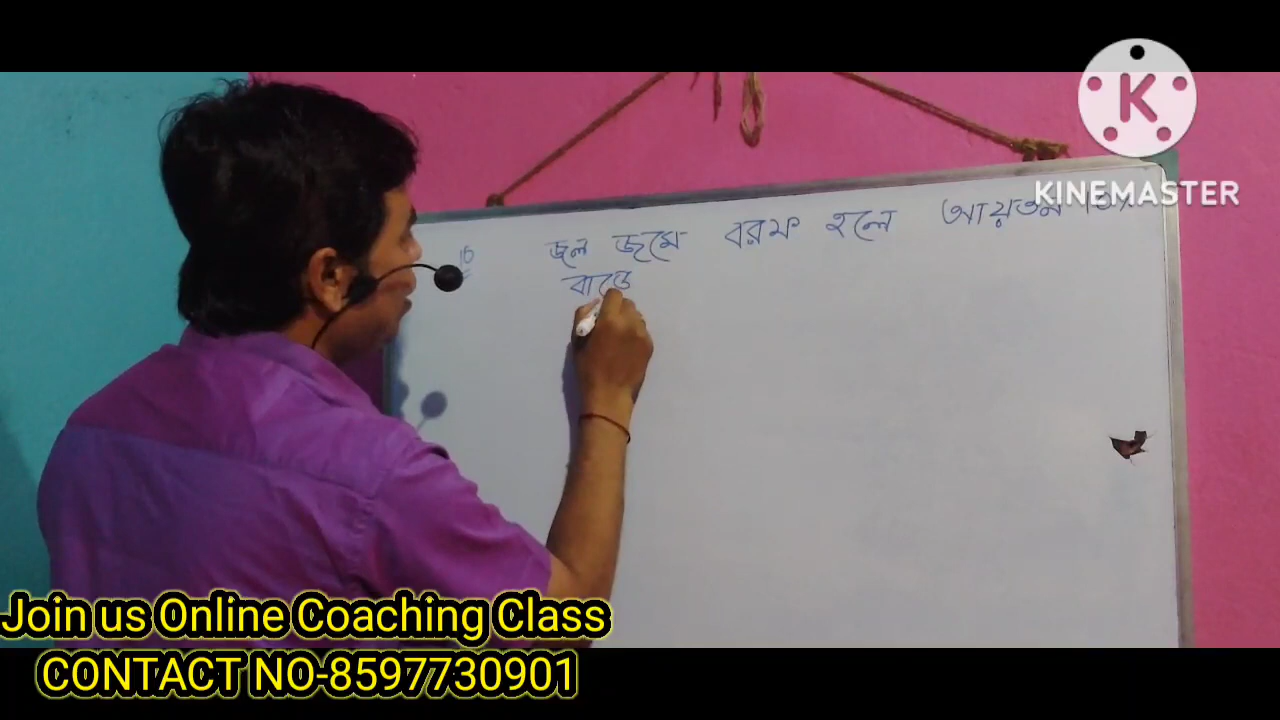 KINEMASTER
জল জমে বরফ হলে আয়তন
বাড়ে
Join us Online Coaching Class
CONTACT NO-8597730901